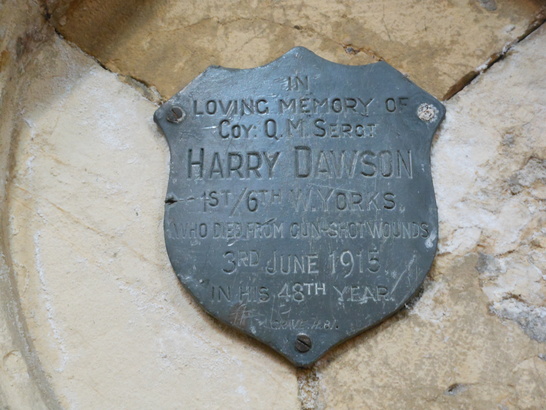 IN
LOVING MEMORY OF
COY: Q. M. SERGT
HARRY DAWSON
1ST/6TH W. YORKS.
WHO DIED FROM GUN-SHOT WOUNDS
3RD JUNE 1915
IN HIS 48TH YEAR